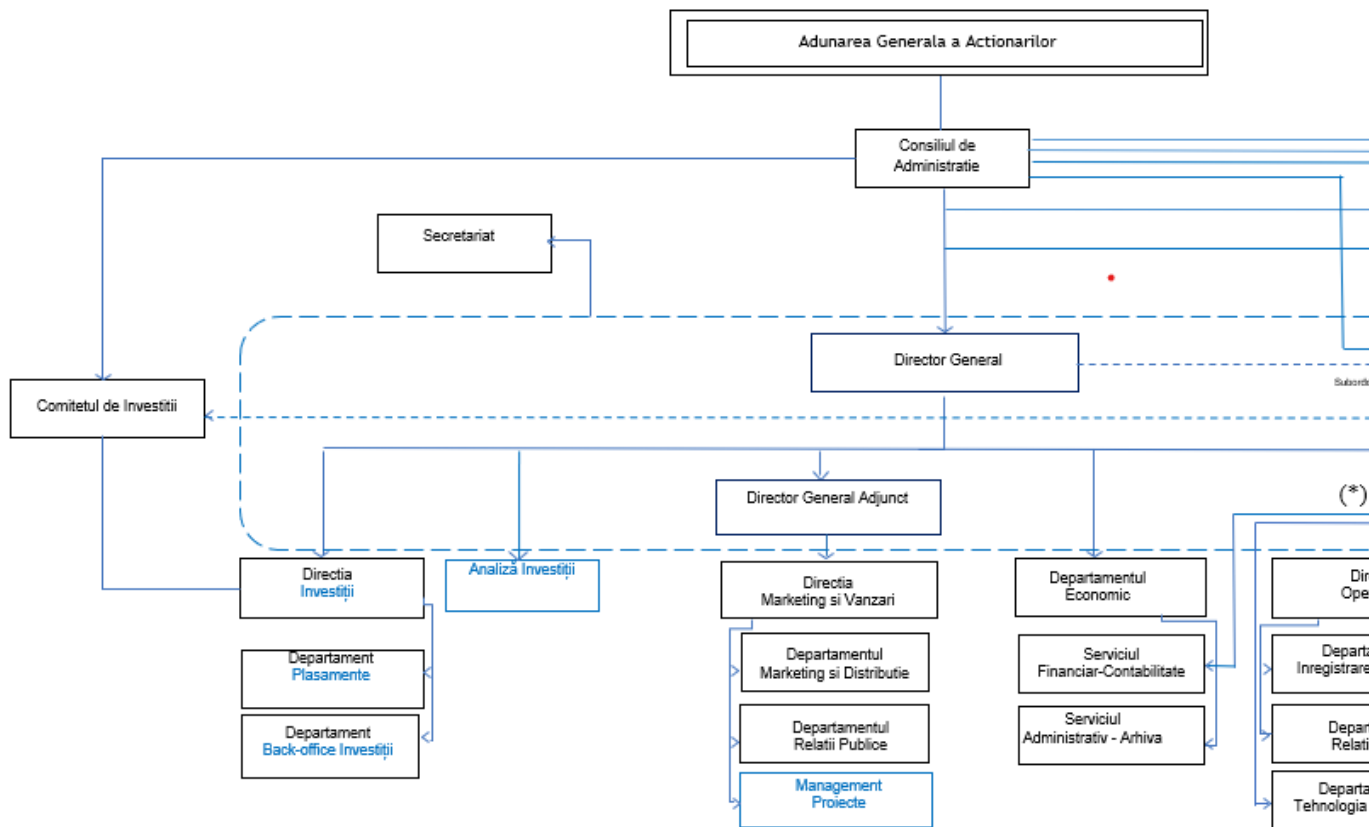 Adunarea Generala a Actionarilor
Consiliul de
Administratie
Secretariat
Director General
Comitetul de Investitii
(*)
Director General Adjunct
Directia
Investiții
Analiză Investiții
Directia
Marketing si Vanzari
Departamentul
Economic
Departament
Plasamente
Departamentul
Marketing si Distributie
Serviciul
Financiar-Contabilitate
Inregistrare
Departament
Back-office Investiții
Departamentul
Relatii Publice
Serviciul
Administrativ - Arhiva
Management
Proiecte
Tehnologia